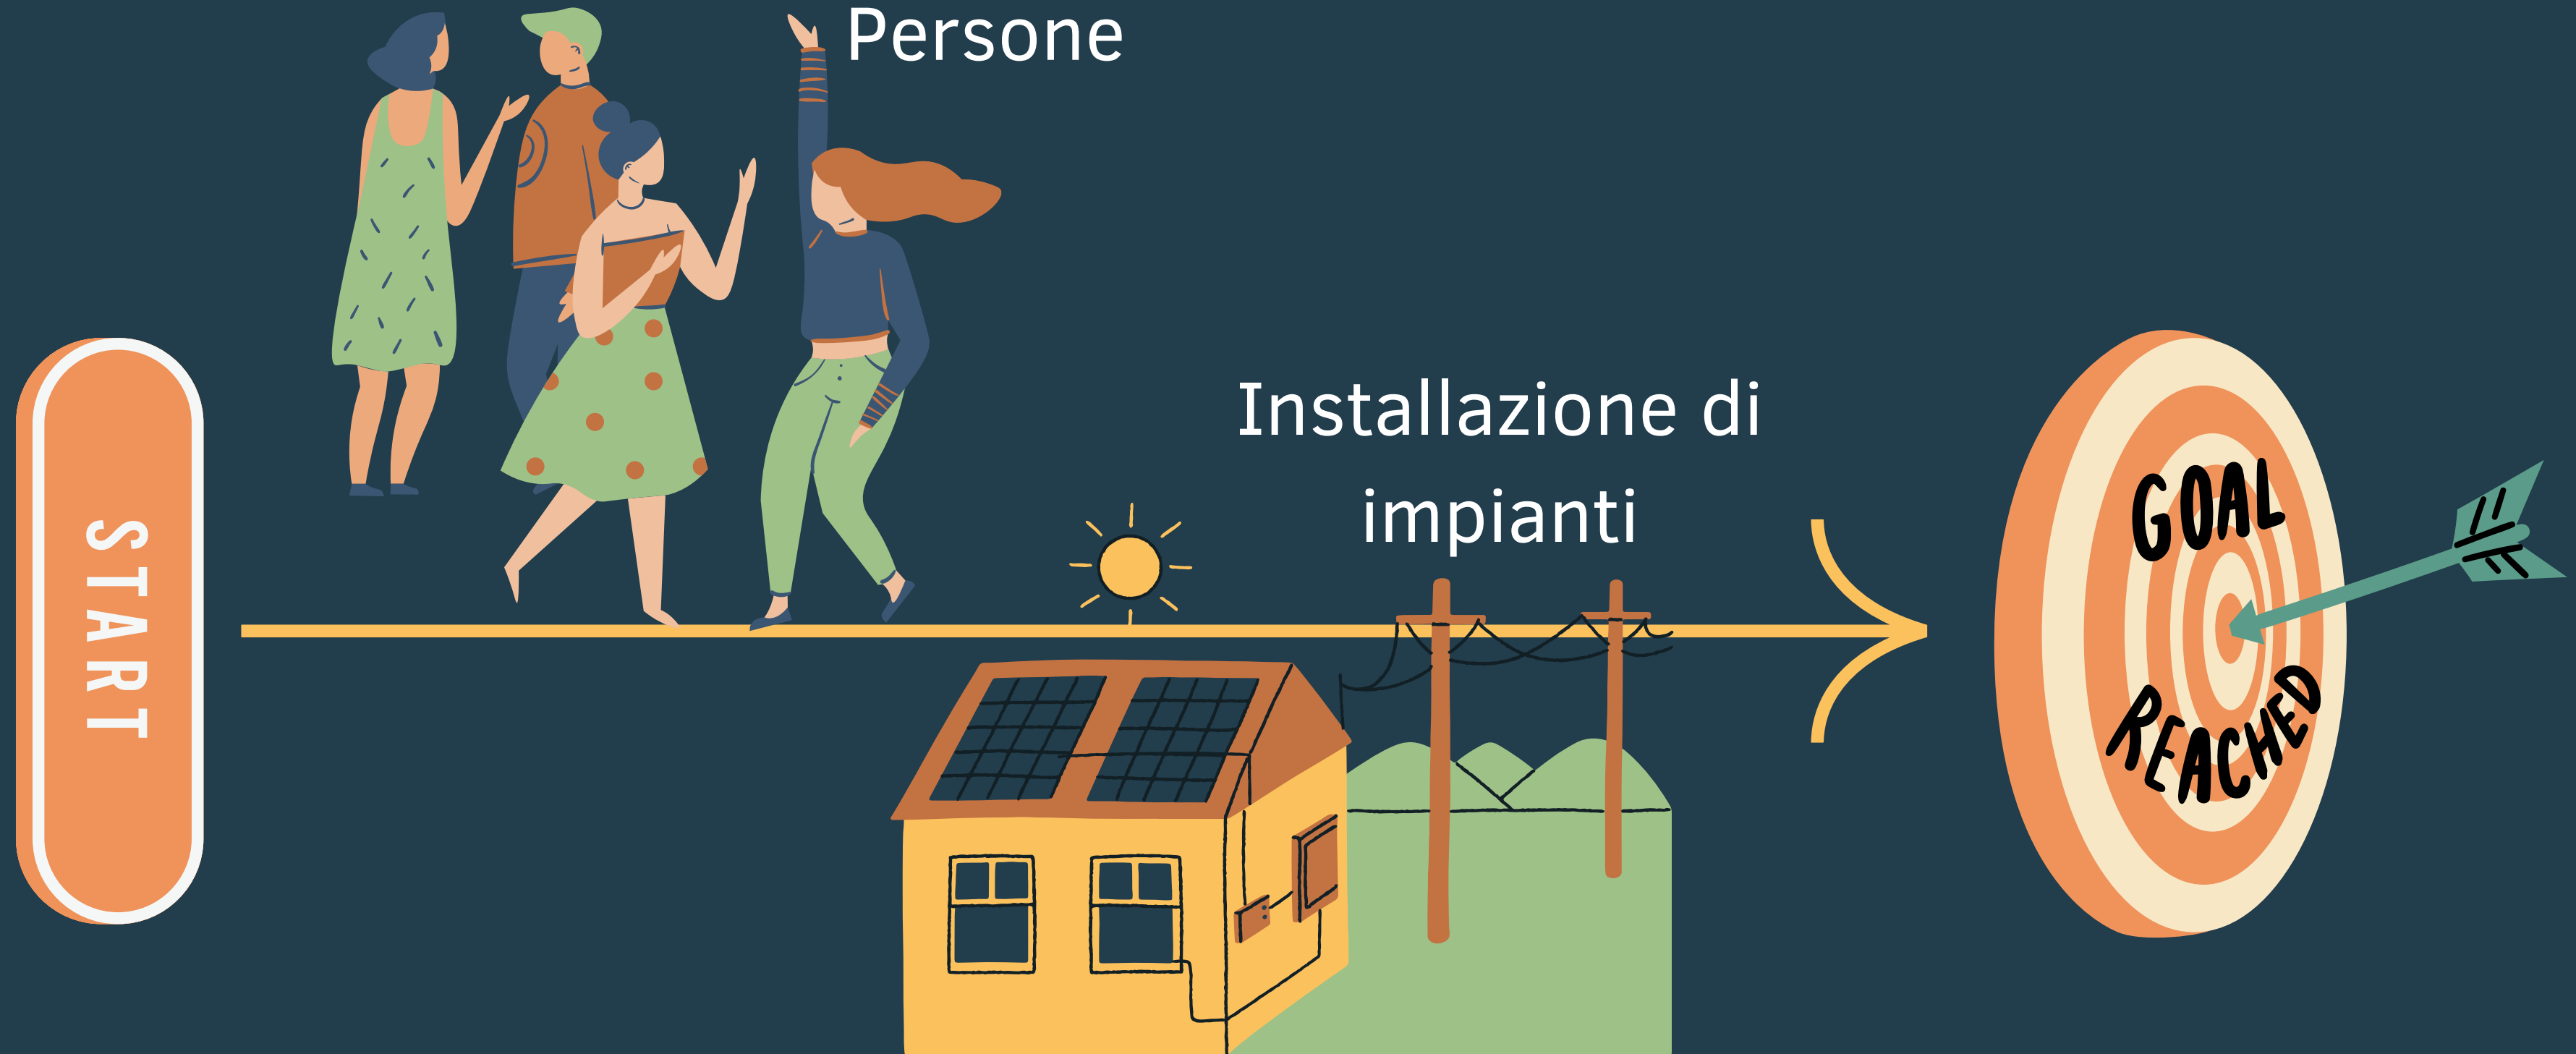 Persone
Installazione di
impianti
START
GOAL
REACHED